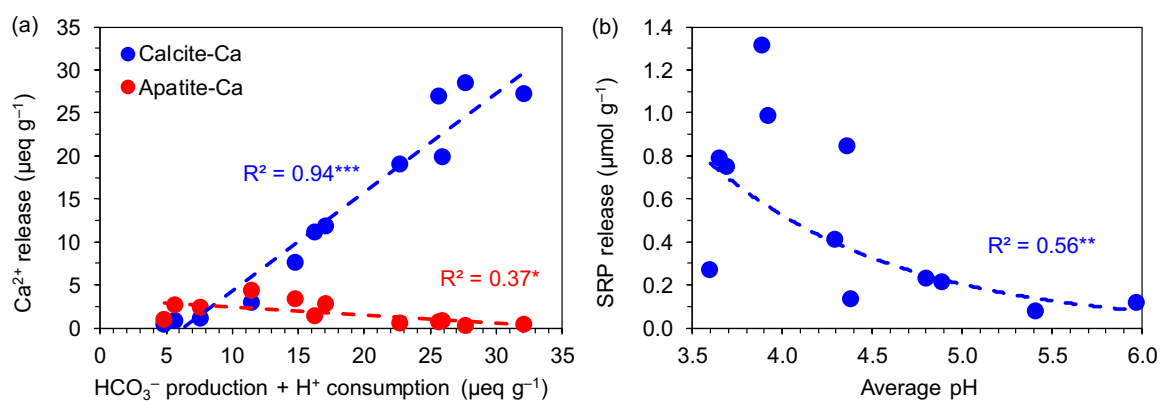 (a)
35
30
25
20
15
10
5
0
Ca²⁺ release (µeq g⁻¹)
Calcite-Ca
Apatite-Ca
R² = 0.94***
R² = 0.37*
0 5 10 15 20 25 30 35
HCO₃⁻ production + H⁺ consumption (µeq g⁻¹)
(b)
1.4
1.2
1.0
0.8
0.6
0.4
0.2
0.0
SRP release (µmol g⁻¹)
R² = 0.56**
3.5 4.0 4.5 5.0 5.5 6.0
Average pH